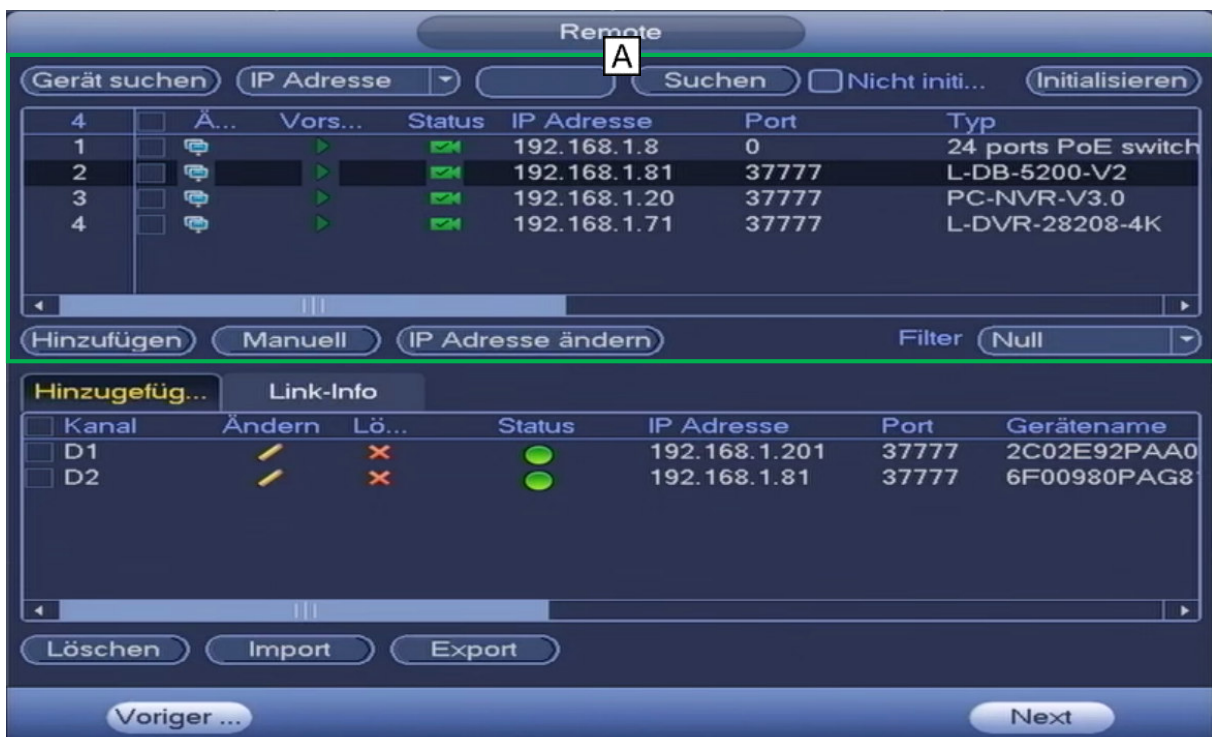 Remote
A
Gerät suchen IP Adresse Suchen Nicht initi... Initialisieren
4 Ä... Vors... Status IP Adresse Port Typ
1 192.168.1.8 0 24 ports PoE switch
2 192.168.1.81 37777 L-DB-5200-V2
3 192.168.1.20 37777 PC-NVR-V3.0
4 192.168.1.71 37777 L-DVR-28208-4K
Hinzufügen Manuell IP Adresse ändern Filter Null
Hinzugefüg... Link-Info
Kanal Ändern Lö... Status IP Adresse Port Gerätename
D1 192.168.1.201 37777 2C02E92PAA0
D2 192.168.1.81 37777 6F00980PAG8
Löschen Import Export
Voriger ... Next